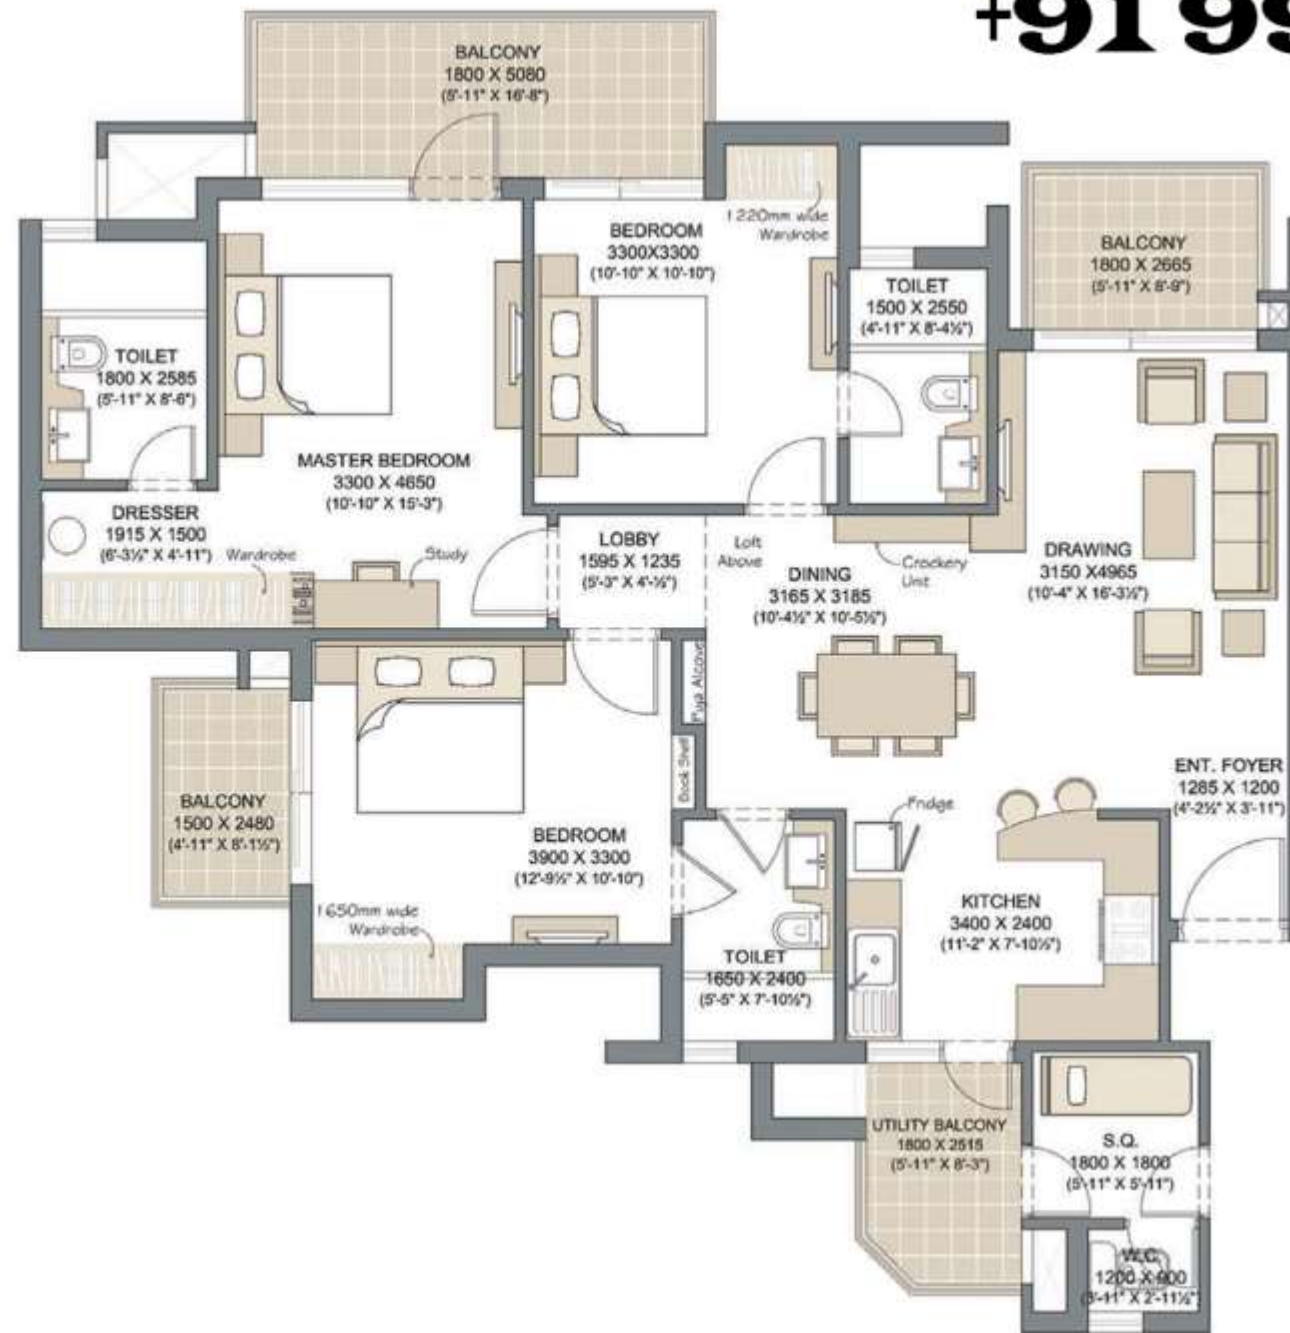 +91 99
BALCONY
1800 X 5080
(5'-11" X 16'-8")
BEDROOM
3300X3300
(10'-10" X 10'-10")
1220mm wide
Wardrobe
BALCONY
1800 X 2665
(5'-11" X 8'-9")
TOILET
1500 X 2550
(4'-11" X 8'-4½")
TOILET
1800 X 2585
(5'-11" X 8'-6")
MASTER BEDROOM
3300 X 4650
(10'-10" X 15'-3")
DRESSER
1915 X 1500
(6'-3½" X 4'-11")
Wardrobe
Study
LOBBY
1595 X 1235
(5'-3" X 4'-½")
Loft
Above
Crockery
Unit
DINING
3165 X 3185
(10'-4½" X 10'-5½")
DRAWING
3150 X4965
(10'-4" X 16'-3½")
Puja Alcove
Book Shelf
BALCONY
1500 X 2480
(4'-11" X 8'-1½")
BEDROOM
3900 X 3300
(12'-9½" X 10'-10")
1650mm wide
Wardrobe
ENT. FOYER
1285 X 1200
(4'-2½" X 3'-11")
Fridge
KITCHEN
3400 X 2400
(11'-2" X 7'-10½")
TOILET
1650 X 2400
(5'-5" X 7'-10½")
UTILITY BALCONY
1800 X 2515
(5'-11" X 8'-3")
S.Q.
1800 X 1800
(5'-11" X 5'-11")
W.C.
1200 X 900
(3'-11" X 2'-11½"